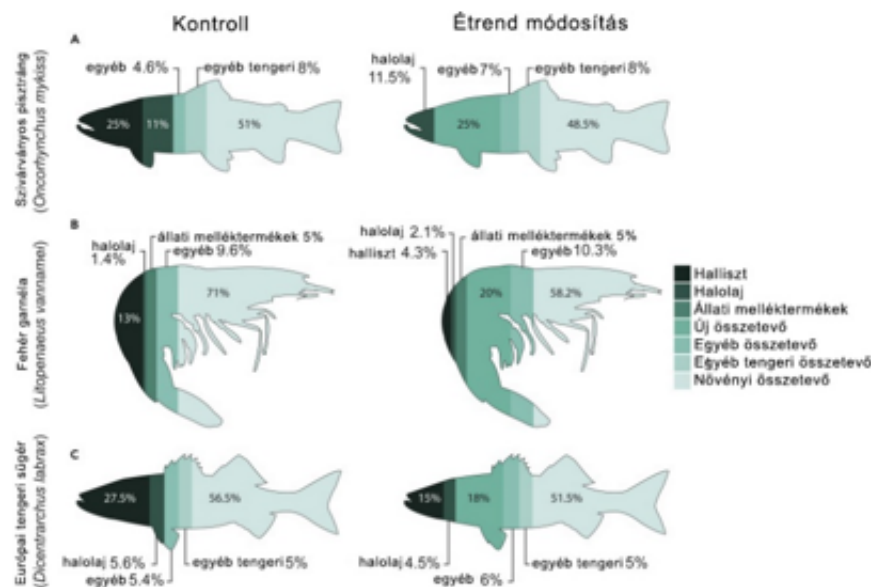 Kontroll
Étrend módosítás
A
Szivárványos pisztráng
(Oncorhynchus mykiss)
egyéb 4.6%
egyéb tengeri 8%
25%
11%
51%
halolaj
11.5%
egyéb 7%
egyéb tengeri 8%
25%
48.5%
B
Fehér garnéla
(Litopenaeus vannamei)
halolaj
1.4%
állati melléktermékek 5%
egyéb 9.6%
13%
71%
halolaj 2.1%
halliszt 4.3%
állati melléktermékek 5%
egyéb 10.3%
20%
58.2%
Halliszt
Halolaj
Állati melléktermékek
Új összetevő
Egyéb összetevő
Egyéb tengeri összetevő
Növényi összetevő
C
Európai tengeri sügér
(Dicentrarchus labrax)
27.5%
56.5%
halolaj 5.6%
egyéb 5.4%
egyéb tengeri 5%
15%
18%
51.5%
halolaj 4.5%
6%
egyéb tengeri 5%